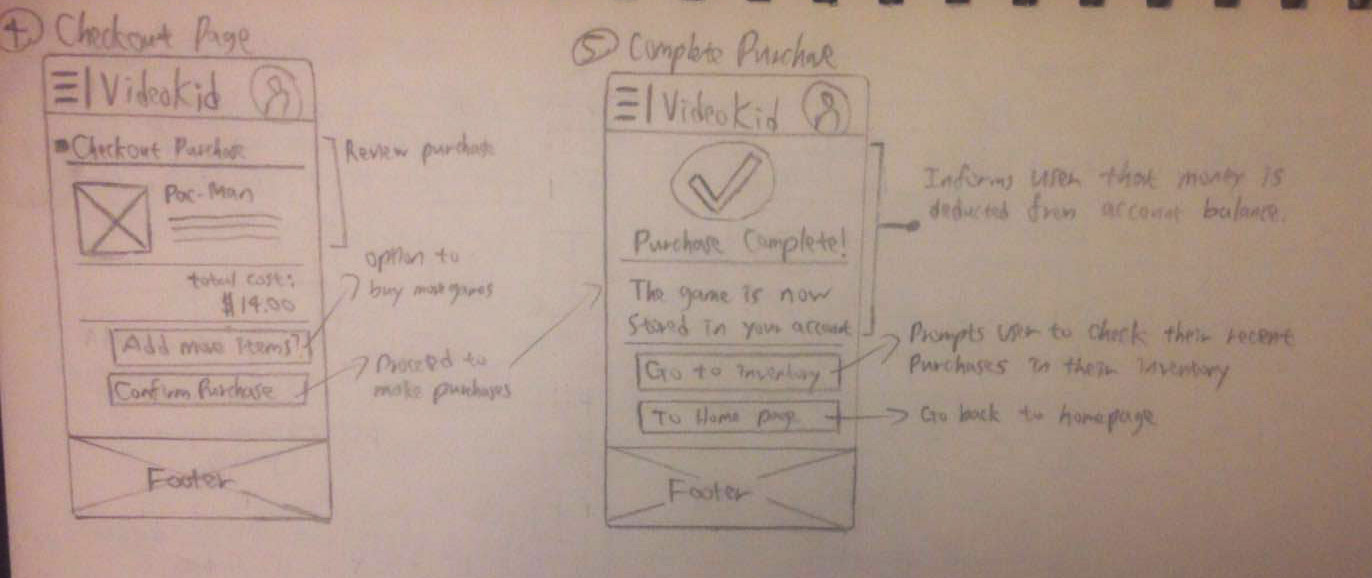 4 Checkout Page
VideoKid
Checkout Purchase
Pac-Man
total cost:
$14.00
Add more items?
Confirm Purchase
Footer
Review purchase
option to
buy more games
Proceed to
make purchases
5 Complete Purchase
VideoKid
Purchase Complete!
The game is now
Stored in your account
Go to inventory
To Home page
Footer
Informs user that money is
deducted from account balance.
Prompts user to check their recent
Purchases in their inventory
Go back to homepage